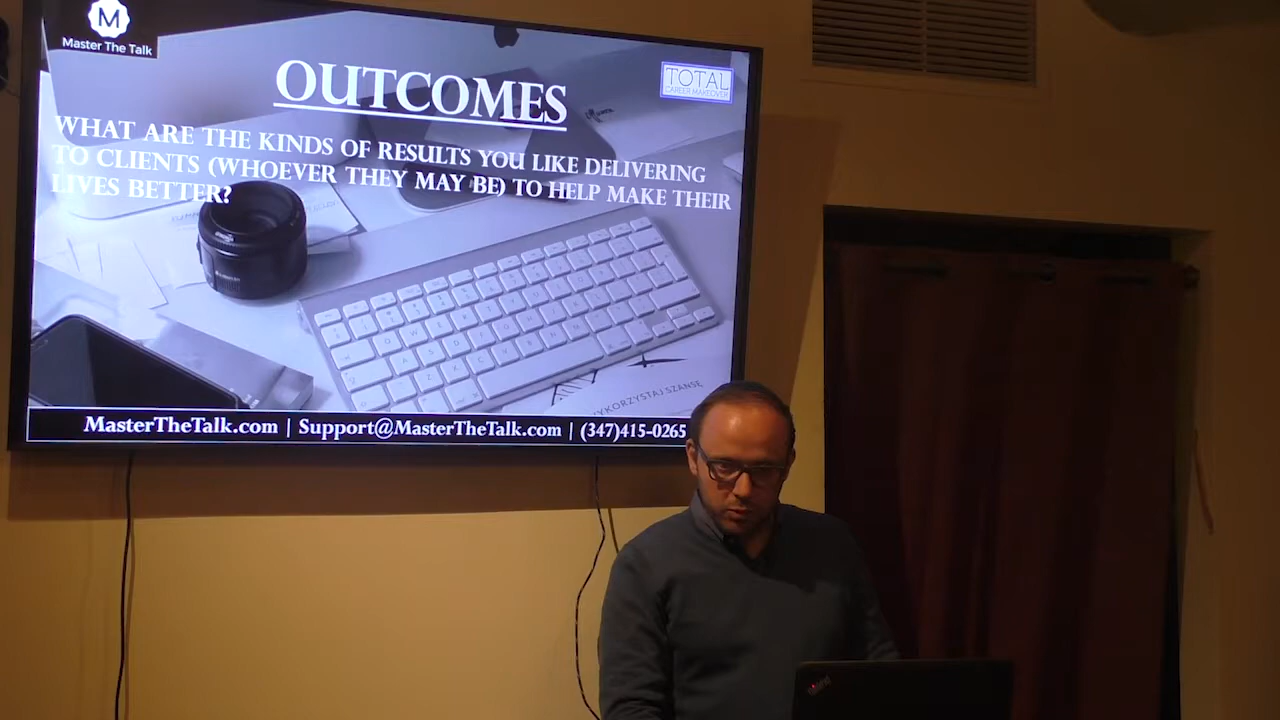 M
Master The Talk
OUTCOMES
TOTAL
CAREER MAKEOVER
WHAT ARE THE KINDS OF RESULTS YOU LIKE DELIVERING
TO CLIENTS (WHOEVER THEY MAY BE) TO HELP MAKE THEIR
LIVES BETTER?
WYKORZYSTAJ SZANSĘ
MasterTheTalk.com | Support@MasterTheTalk.com | (347)415-0265